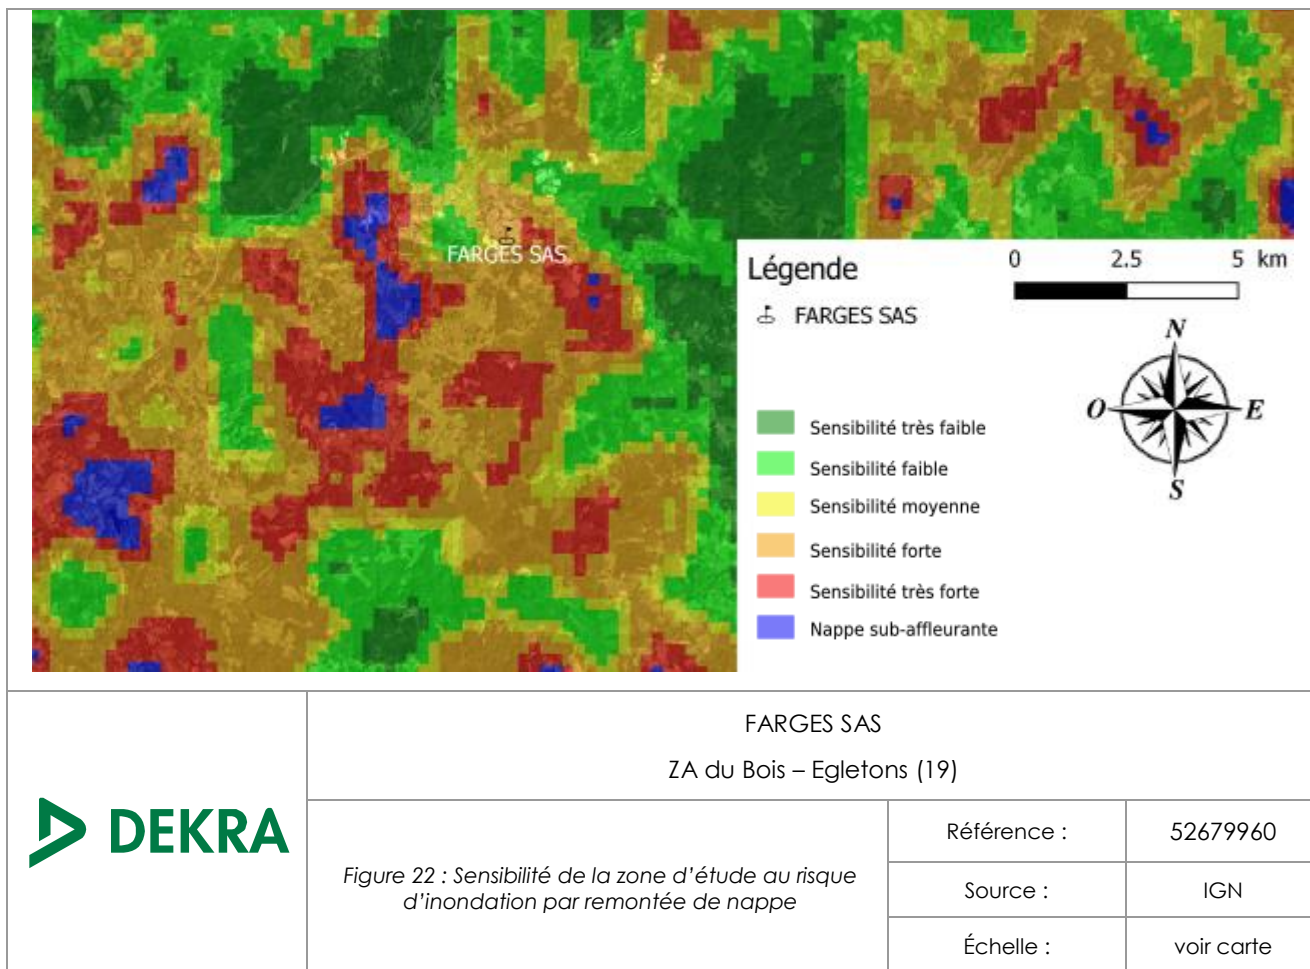 FARGES SAS
Légende
0 2.5 5 km
FARGES SAS
N
O E
S
Sensibilité très faible
Sensibilité faible
Sensibilité moyenne
Sensibilité forte
Sensibilité très forte
Nappe sub-affleurante
DEKRA
FARGES SAS
ZA du Bois – Egletons (19)
Figure 22 : Sensibilité de la zone d’étude au risque
d’inondation par remontée de nappe
Référence : 52679960
Source : IGN
Échelle : voir carte